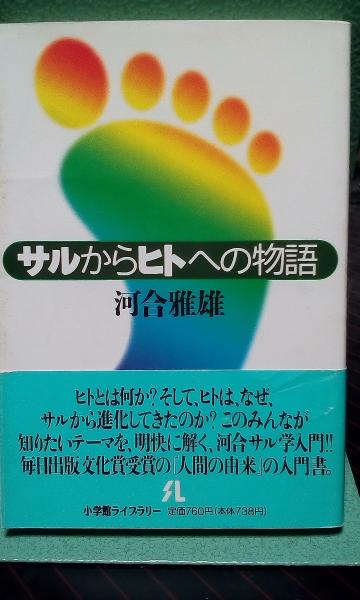 サルからヒトへの物語
河合雅雄
ヒトとは何か?そして、ヒトは、なぜ、
サルから進化してきたのか?このみんなが
知りたいテーマを、明快に解く、河合サル学入門!!
毎日出版文化賞受賞の「人間の由来」の入門書。
SL
小学館ライブラリー 定価760円(本体738円)